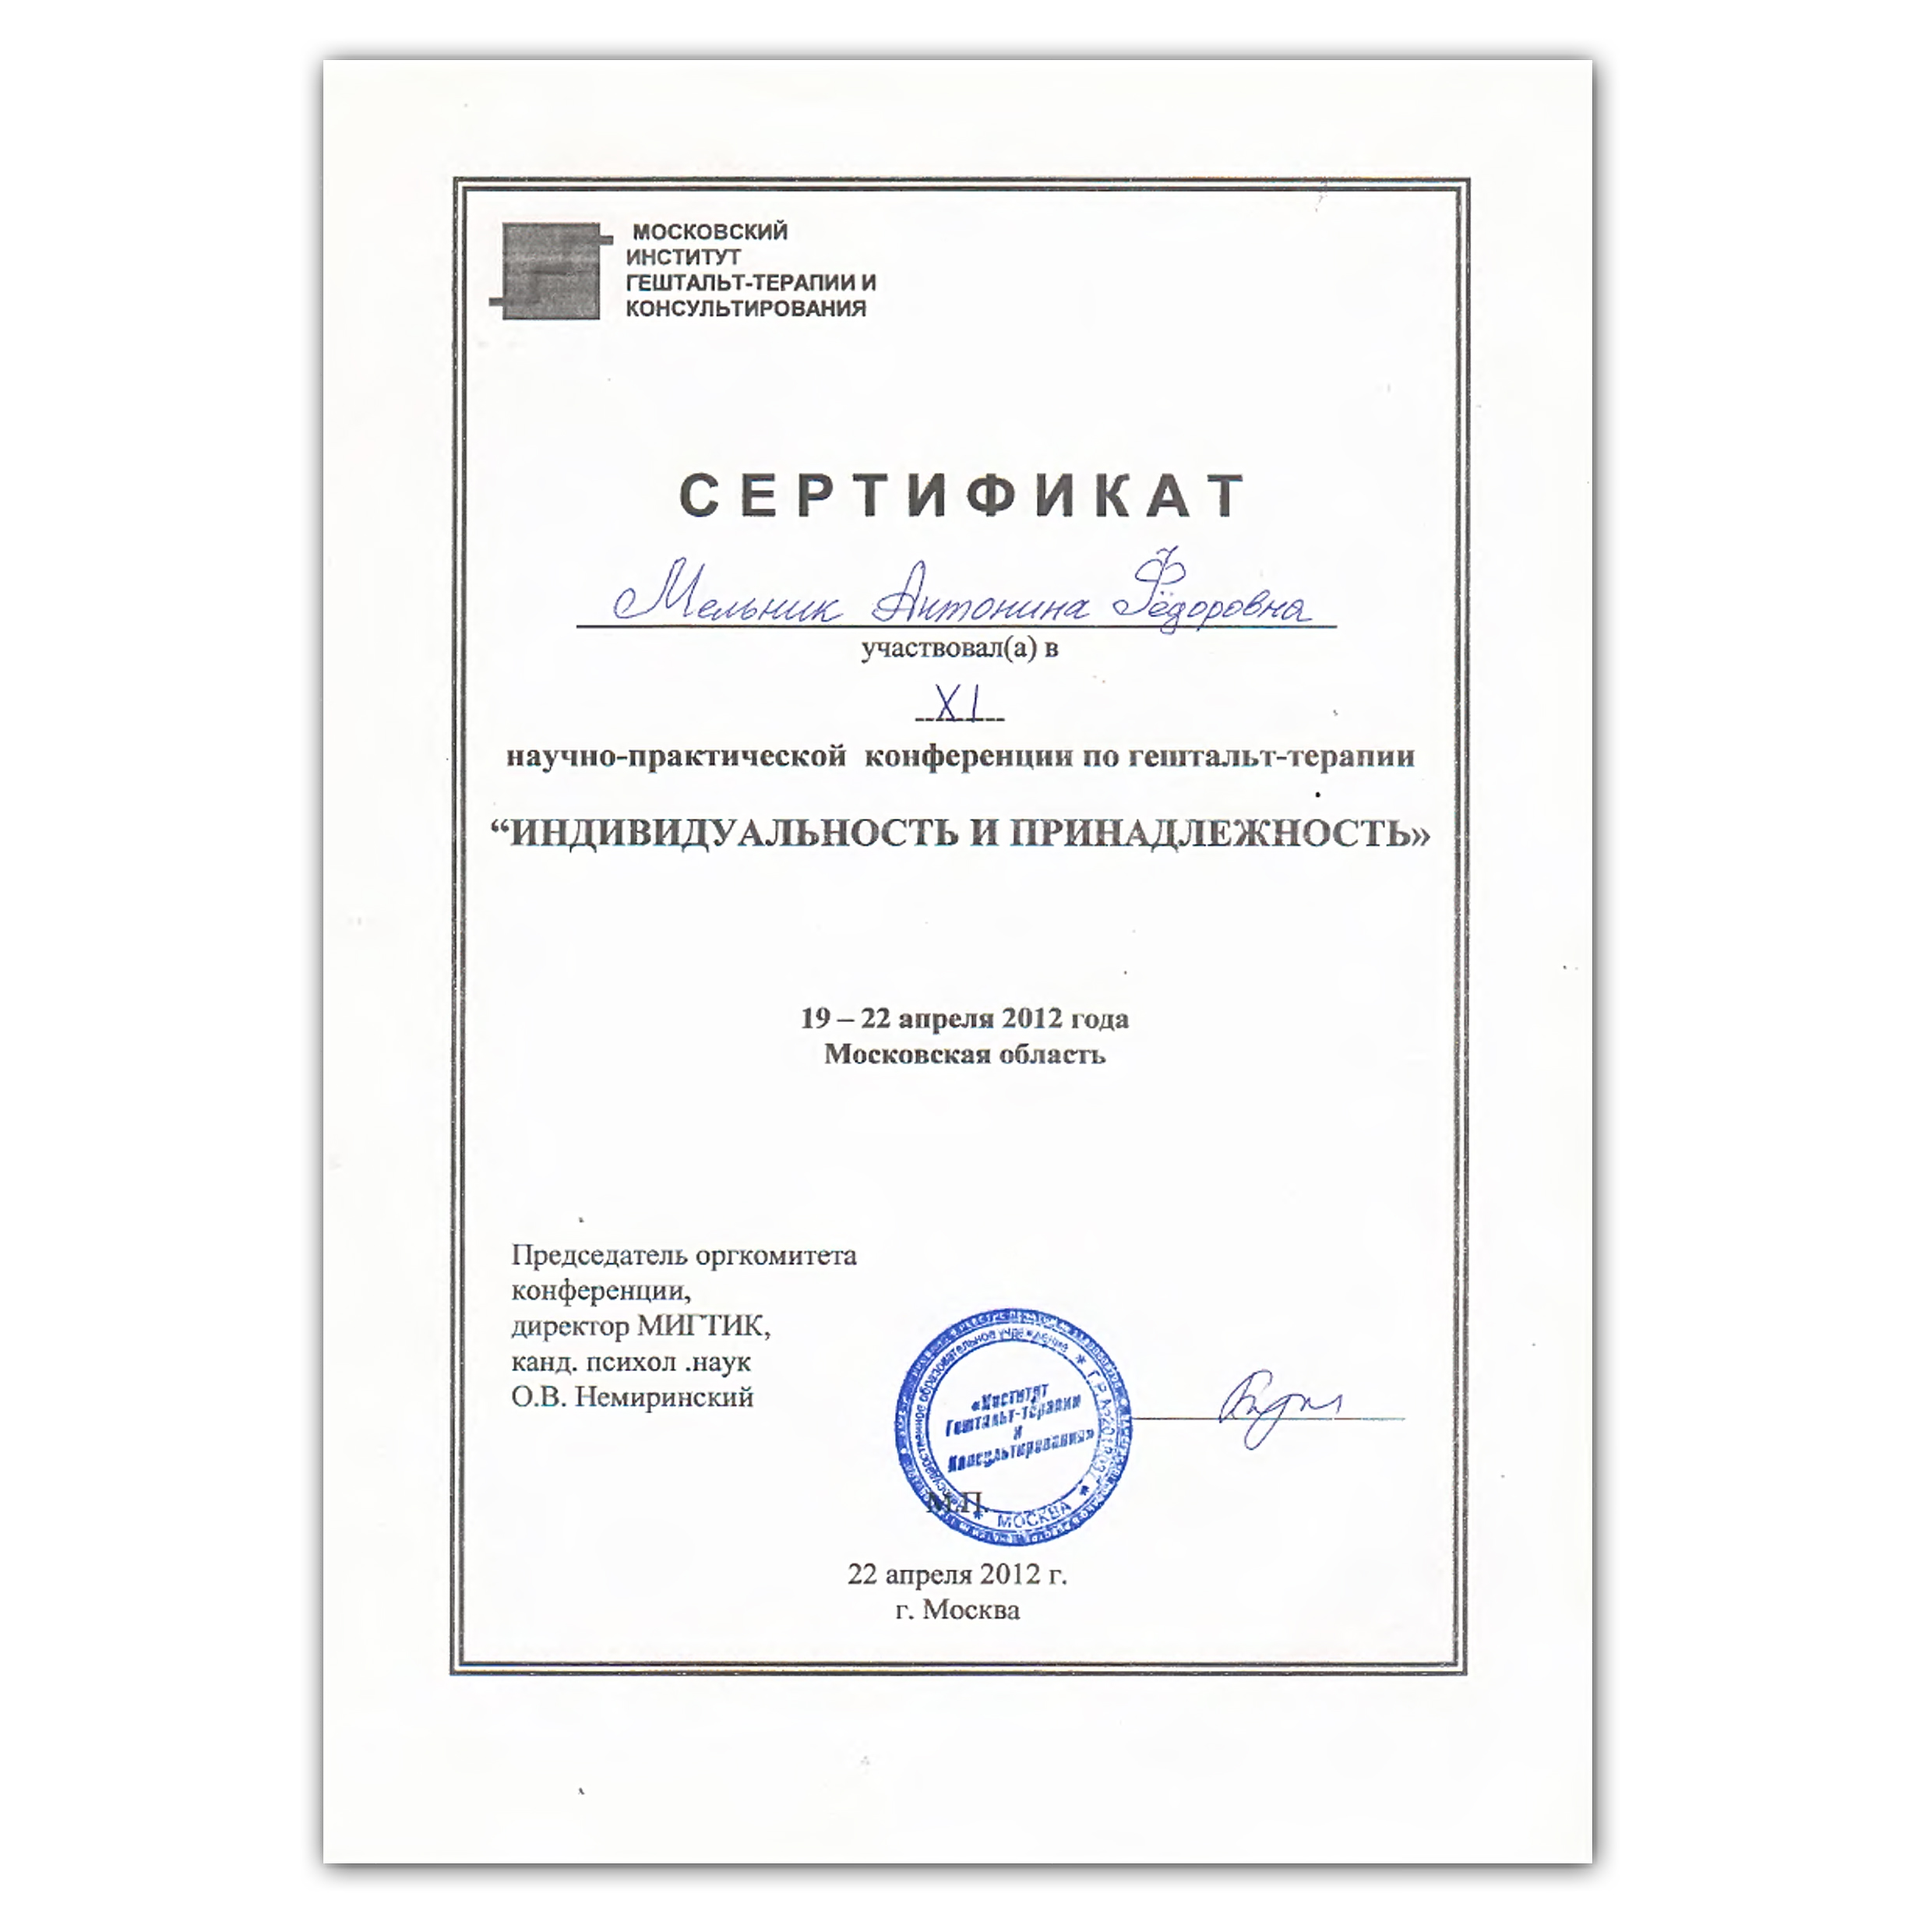 МОСКОВСКИЙ
ИНСТИТУТ
ГЕШТАЛЬТ-ТЕРАПИИ И
КОНСУЛЬТИРОВАНИЯ
СЕРТИФИКАТ
Мельник Антонина Фёдоровна
участвовал(а) в
XI
научно-практической конференции по гештальт-терапии
“ИНДИВИДУАЛЬНОСТЬ И ПРИНАДЛЕЖНОСТЬ»
19 – 22 апреля 2012 года
Московская область
Председатель оргкомитета
конференции,
директор МИГТИК,
канд. психол .наук
О.В. Немиринский
образовательное учреждение
«Институт
Гештальт-терапии
и
Консультирования»
МОСКВА
М.П.
22 апреля 2012 г.
г. Москва